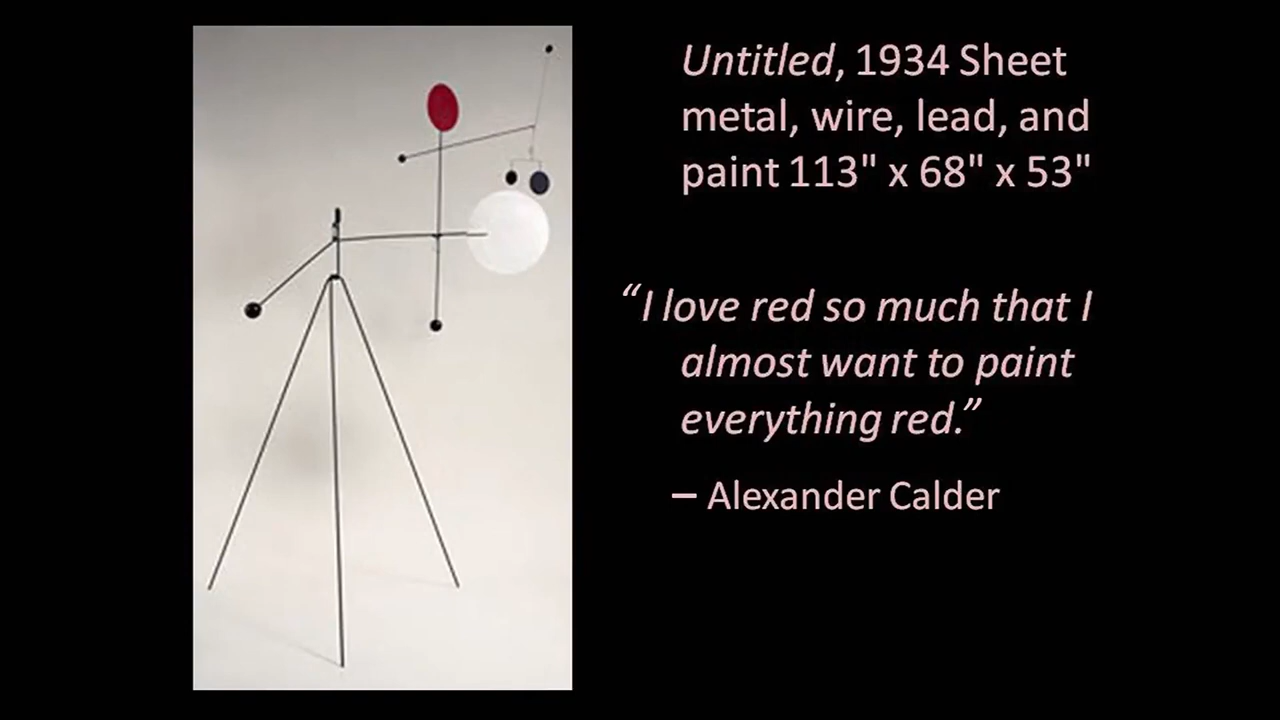 Untitled, 1934 Sheet
metal, wire, lead, and
paint 113" x 68" x 53"
“I love red so much that I
almost want to paint
everything red.”
– Alexander Calder